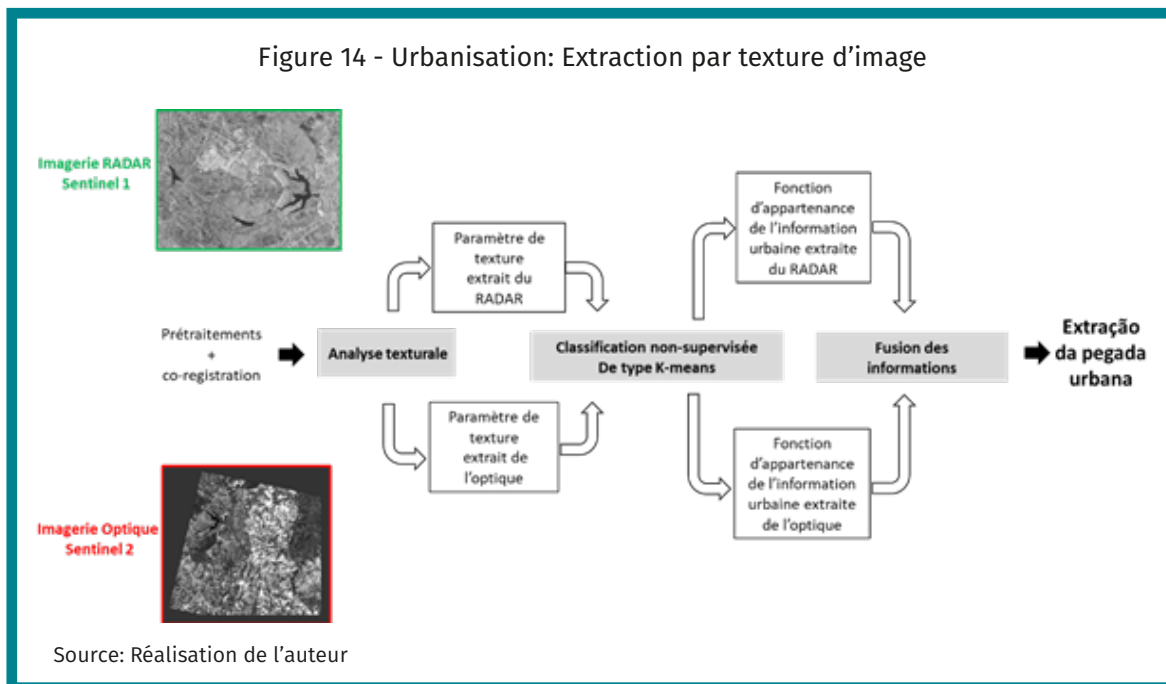 Figure 14 - Urbanisation: Extraction par texture d’image
Imagerie RADAR
Sentinel 1
Prétraitements
+
co-registration
Imagerie Optique
Sentinel 2
Analyse texturale
Paramètre de
texture
extrait du
RADAR
Paramètre de
texture
extrait de
l’optique
Classification non-supervisée
De type K-means
Fonction
d’appartenance
de l’information
urbaine extraite
du RADAR
Fonction
d’appartenance
de l’information
urbaine extraite
de l’optique
Fusion des
informations
Extração
da pegada
urbana
Source: Réalisation de l’auteur